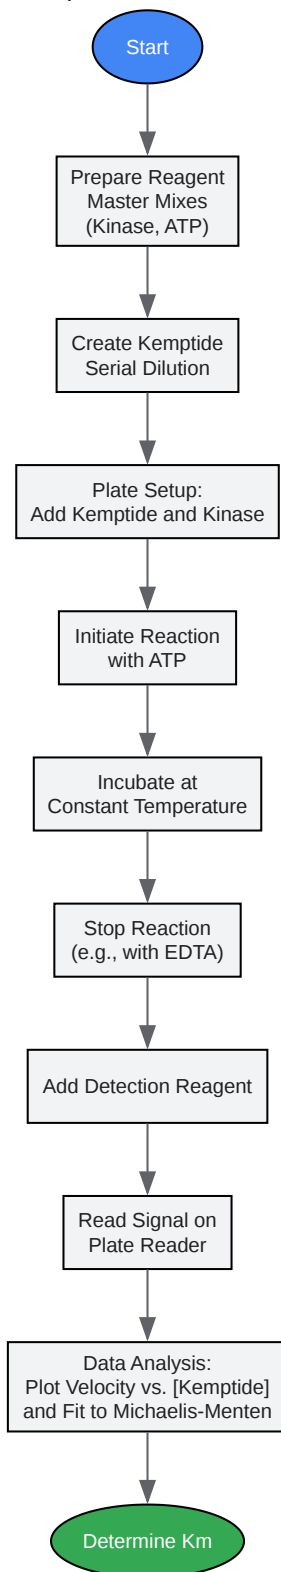 Start
Prepare Reagent
Master Mixes
(Kinase, ATP)
Create Kemptide
Serial Dilution
Plate Setup:
Add Kemptide and Kinase
Initiate Reaction
with ATP
Incubate at
Constant Temperature
Stop Reaction
(e.g., with EDTA)
Add Detection Reagent
Read Signal on
Plate Reader
Data Analysis:
Plot Velocity vs. [Kemptide]
and Fit to Michaelis-Menten
Determine Km